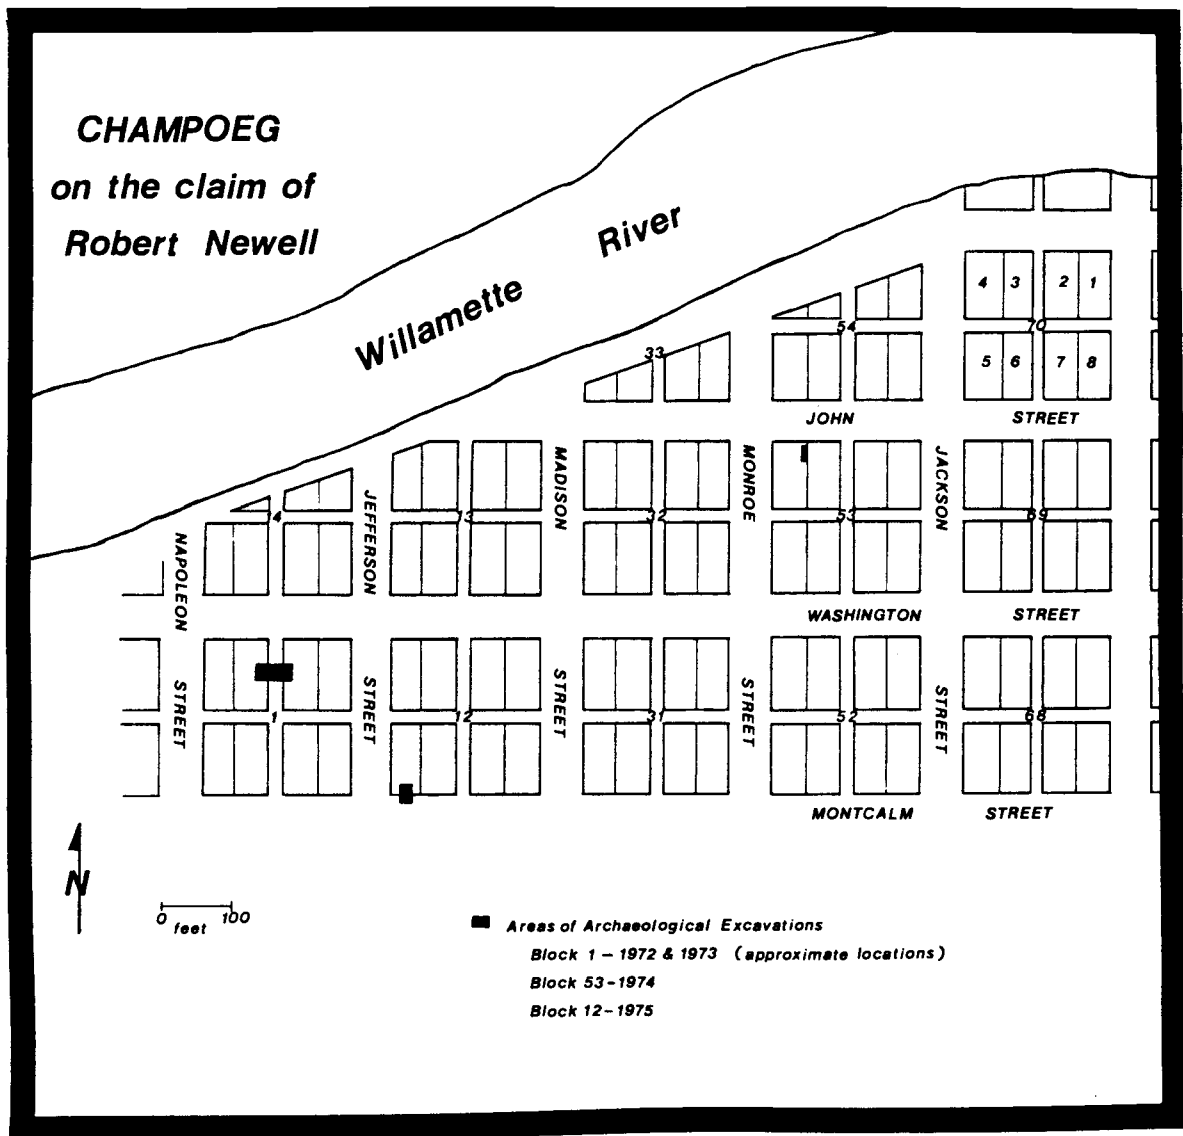 CHAMPOEG
on the claim of
Robert Newell
Willamette River
4 3 2 1
54 70
33
5 6 7 8
JOHN STREET
14 13 32 53 69
NAPOLEON STREET
JEFFERSON STREET
MADISON STREET
MONROE STREET
JACKSON STREET
WASHINGTON STREET
1 12 31 52 68
MONTCALM STREET
N
0 100
feet
Areas of Archaeological Excavations
Block 1 – 1972 & 1973 (approximate locations)
Block 53-1974
Block 12-1975